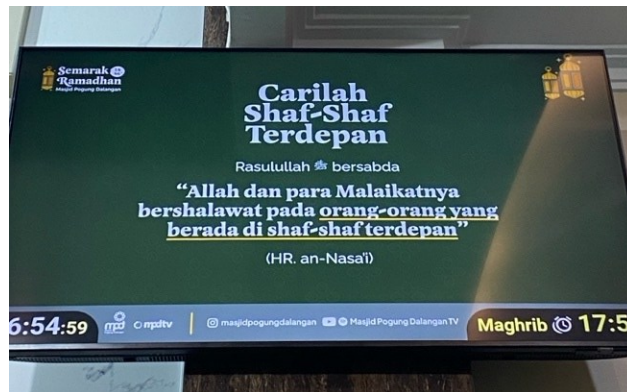 Semarak
Ramadhan
Masjid Pogung Dalangan
Carilah
Shaf-Shaf
Terdepan
Rasulullah ﷺ bersabda
“Allah dan para Malaikatnya
bershalawat pada orang-orang yang
berada di shaf-shaf terdepan”
(HR. an-Nasa'i)
6:54:59 mpd mpdtv masjidpogungdalangan Masjid Pogung Dalangan TV Maghrib 17:5